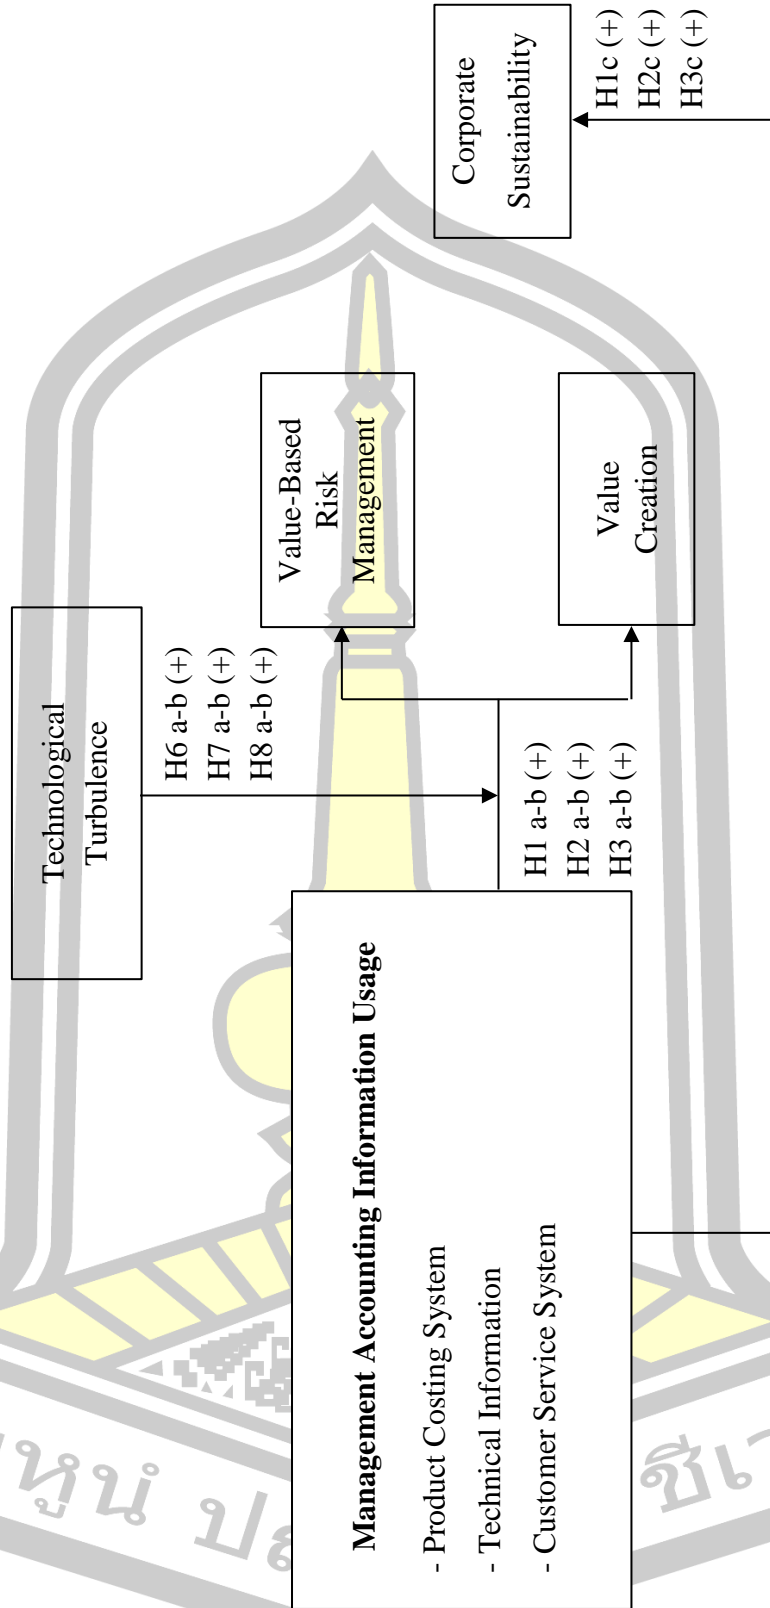 Technological
Turbulence
H6 a-b (+)
H7 a-b (+)
H8 a-b (+)
Value-Based
Risk
Management
Management Accounting Information Usage
- Product Costing System
- Technical Information
- Customer Service System
H1 a-b (+)
H2 a-b (+)
H3 a-b (+)
Value
Creation
Corporate
Sustainability
H1c (+)
H2c (+)
H3c (+)